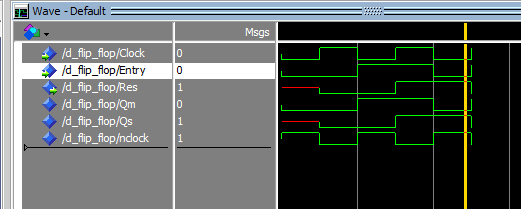 Wave - Default
Msgs
/d_flip_flop/Clock 0
/d_flip_flop/Entry 0
/d_flip_flop/Res 1
/d_flip_flop/Qm 0
/d_flip_flop/Qs 1
/d_flip_flop/nclock 1